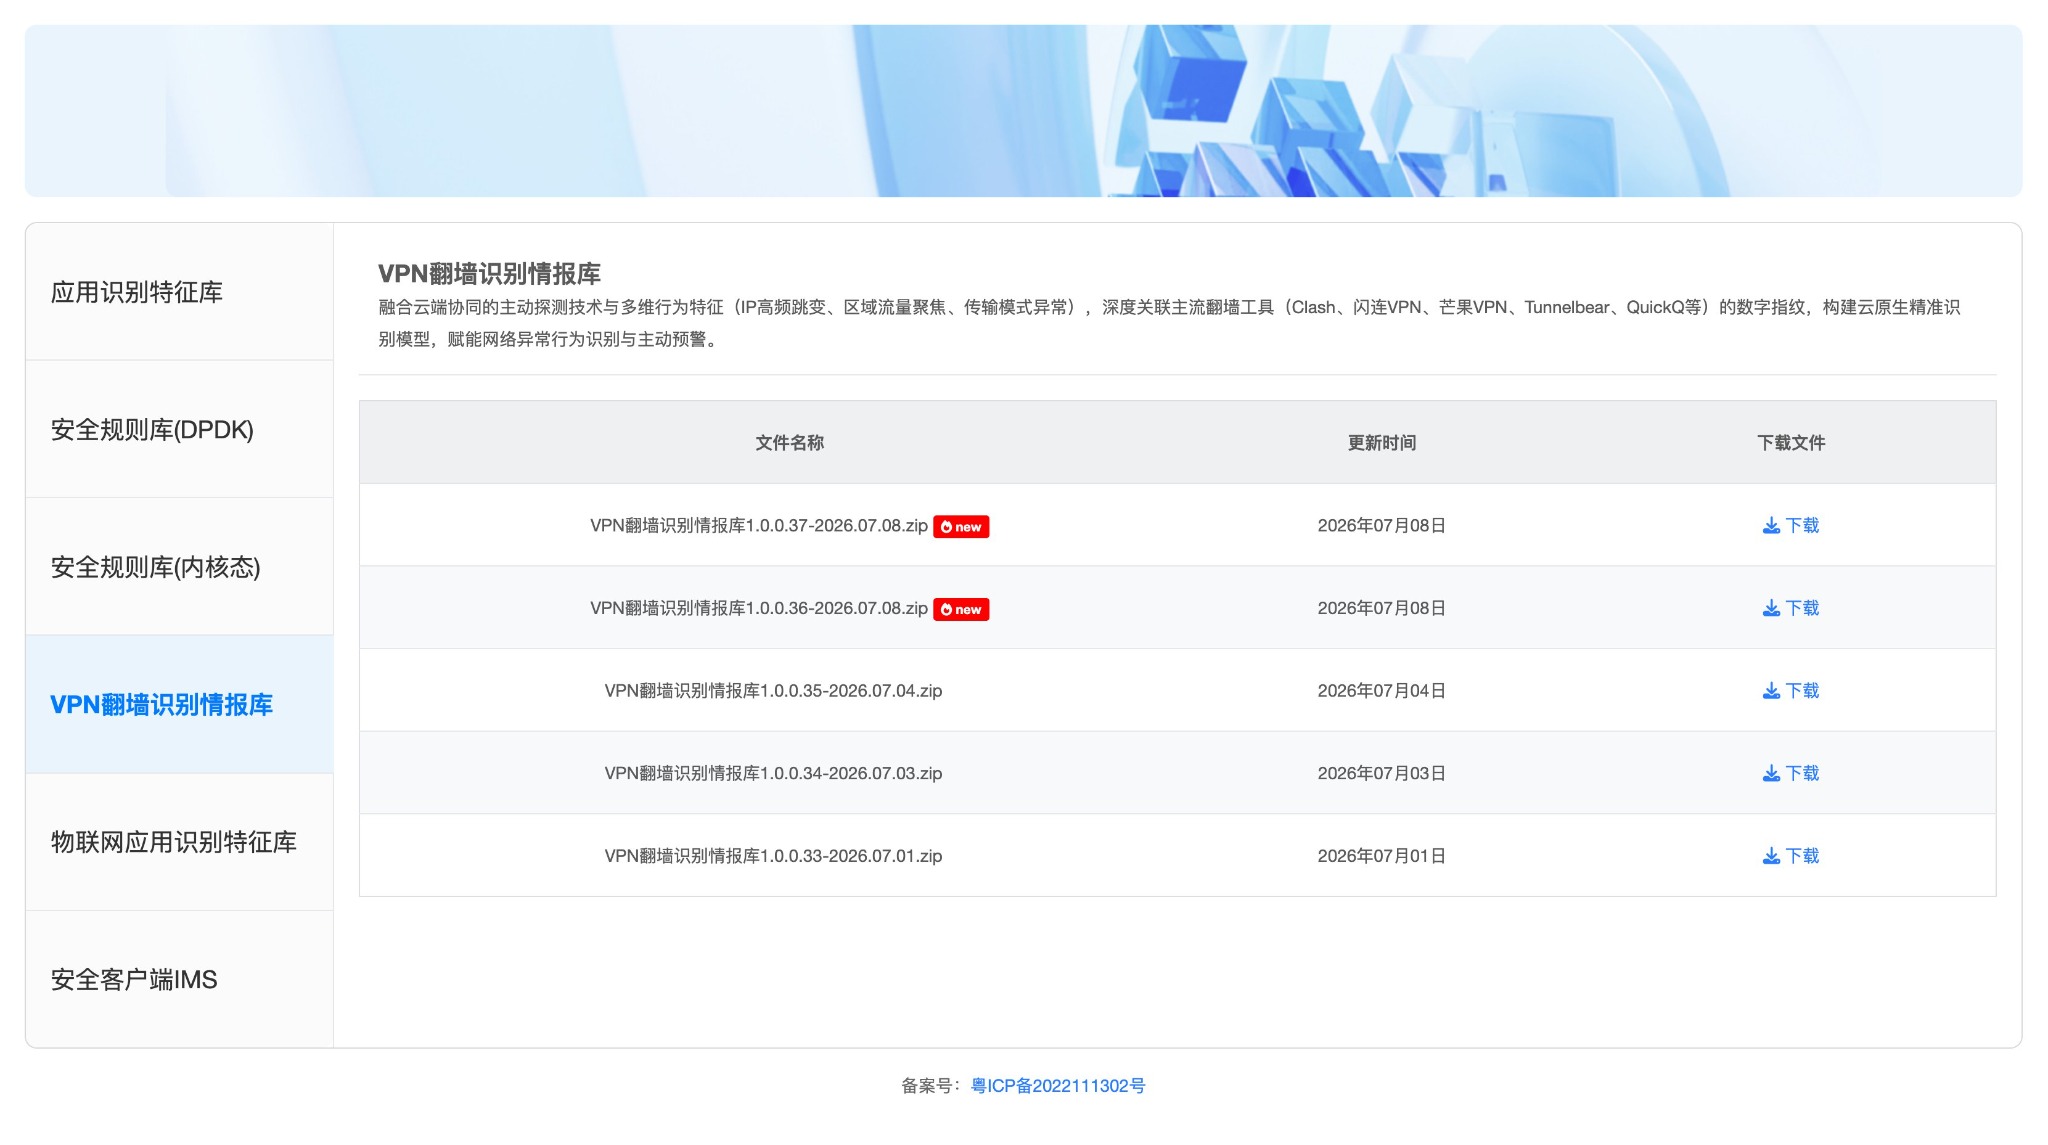 应用识别特征库
安全规则库(DPDK)
安全规则库(内核态)
VPN翻墙识别情报库
物联网应用识别特征库
安全客户端IMS
VPN翻墙识别情报库
融合云端协同的主动探测技术与多维行为特征（IP高频跳变、区域流量聚焦、传输模式异常），深度关联主流翻墙工具（Clash、闪连VPN、芒果VPN、Tunnelbear、QuickQ等）的数字指纹，构建云原生精准识
别模型，赋能网络异常行为识别与主动预警。
文件名称 更新时间 下载文件
VPN翻墙识别情报库1.0.0.37-2026.07.08.zip new 2026年07月08日 下载
VPN翻墙识别情报库1.0.0.36-2026.07.08.zip new 2026年07月08日 下载
VPN翻墙识别情报库1.0.0.35-2026.07.04.zip 2026年07月04日 下载
VPN翻墙识别情报库1.0.0.34-2026.07.03.zip 2026年07月03日 下载
VPN翻墙识别情报库1.0.0.33-2026.07.01.zip 2026年07月01日 下载
备案号：粤ICP备2022111302号